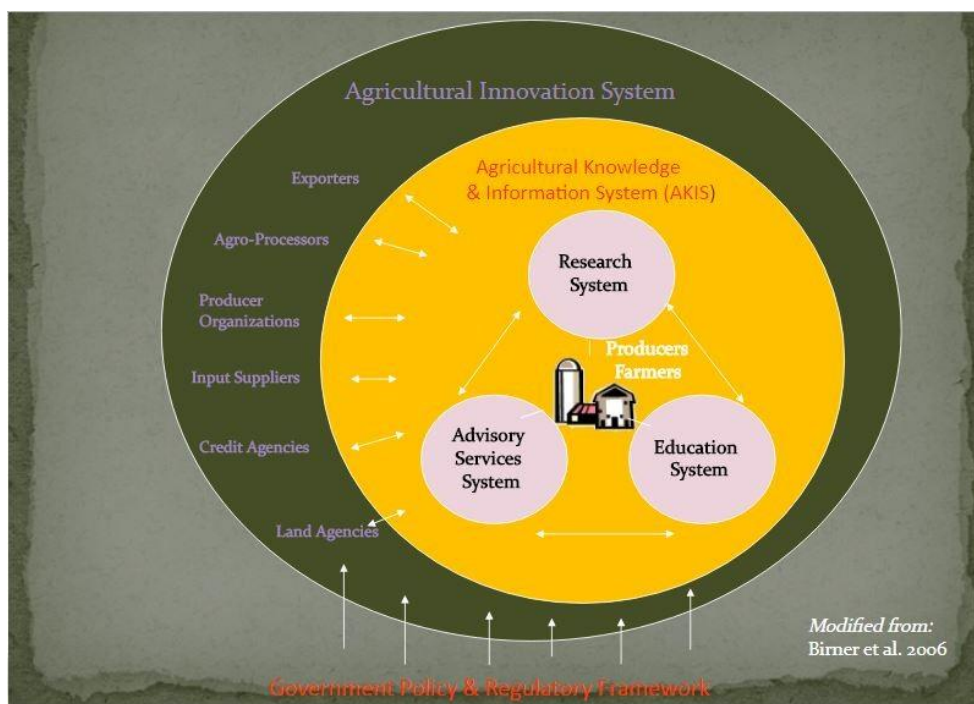 Agricultural Innovation System
Agricultural Knowledge
& Information System (AKIS)
Exporters
Agro-Processors
Producer
Organizations
Input Suppliers
Credit Agencies
Land Agencies
Research
System
Producers
Farmers
Advisory
Services
System
Education
System
Modified from:
Birner et al. 2006
Government Policy & Regulatory Framework